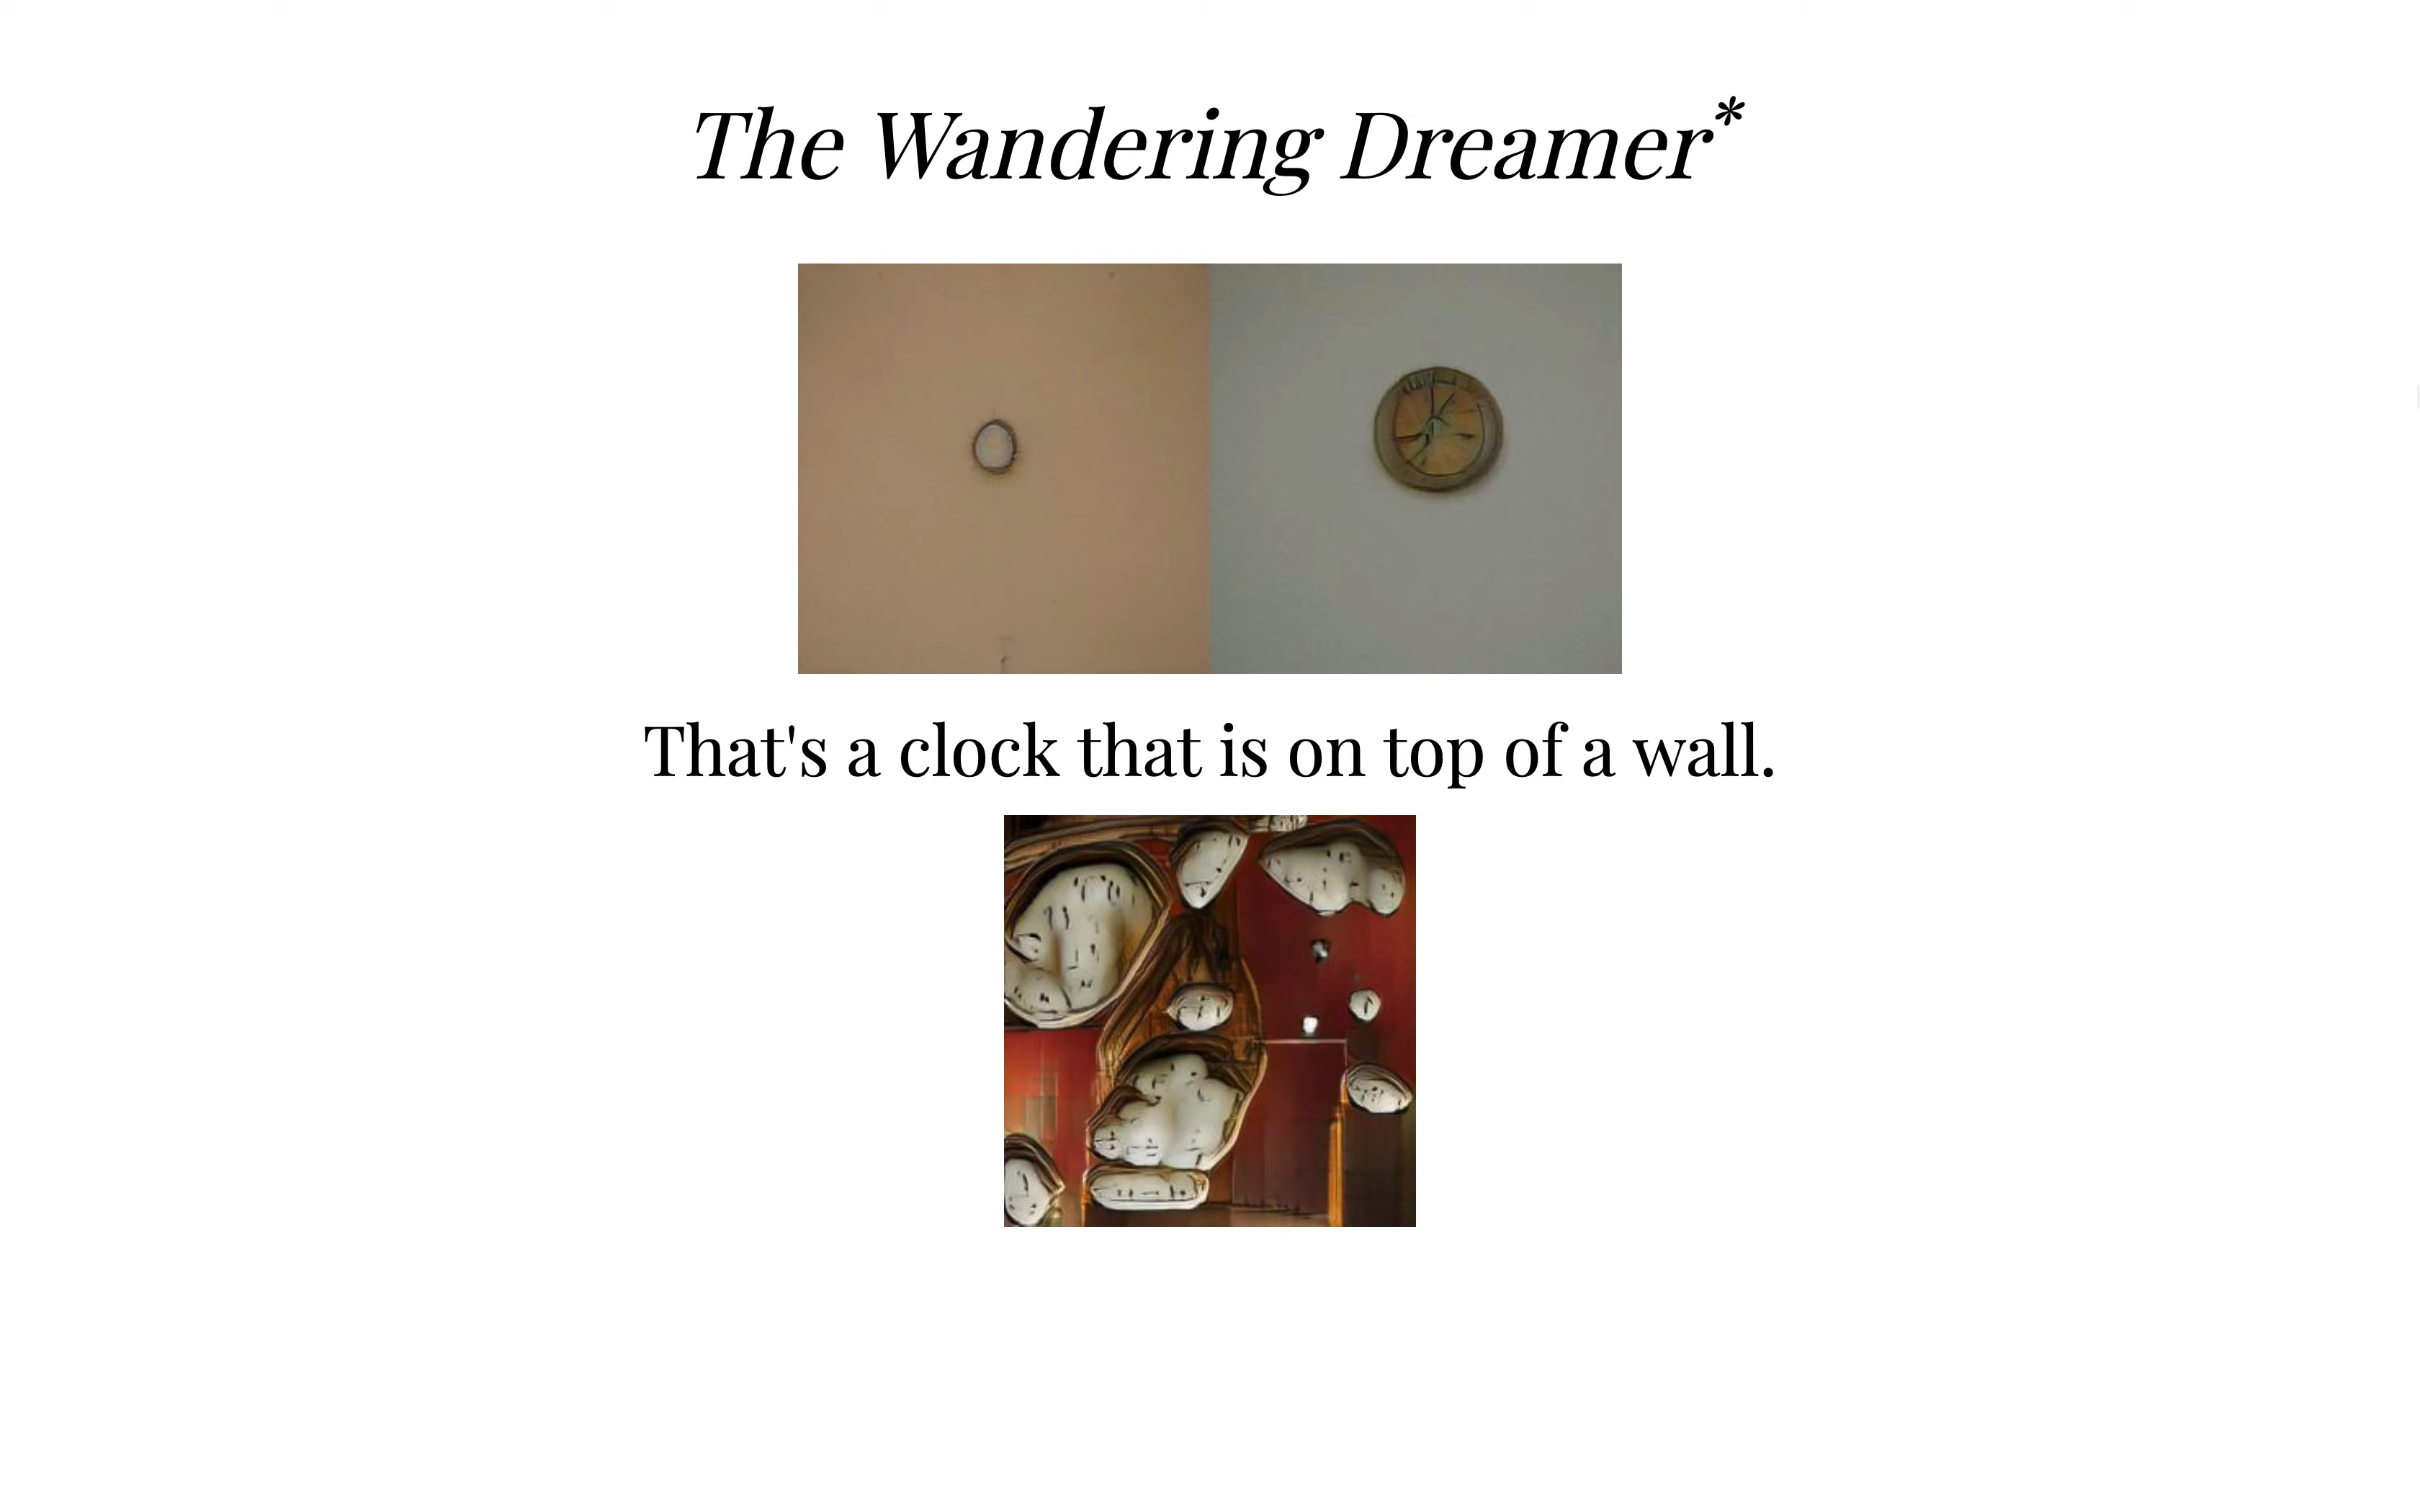 The Wandering Dreamer*
That's a clock that is on top of a wall.